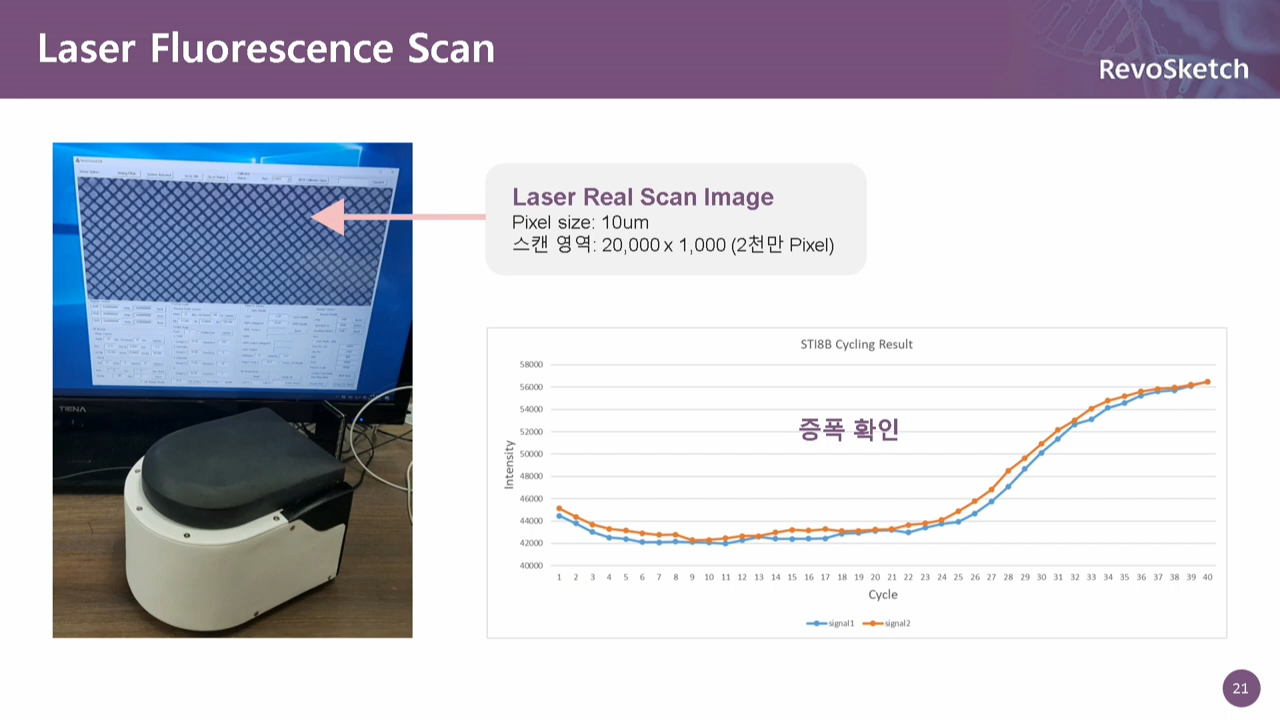 Laser Fluorescence Scan
RevoSketch
Laser Real Scan Image
Pixel size: 10um
스캔 영역: 20,000 x 1,000 (2천만 Pixel)
TIENA
STI8B Cycling Result
증폭 확인
Intensity
58000
56000
54000
52000
50000
48000
46000
44000
42000
40000
1 2 3 4 5 6 7 8 9 10 11 12 13 14 15 16 17 18 19 20 21 22 23 24 25 26 27 28 29 30 31 32 33 34 35 36 37 38 39 40
Cycle
signal1 signal2
21